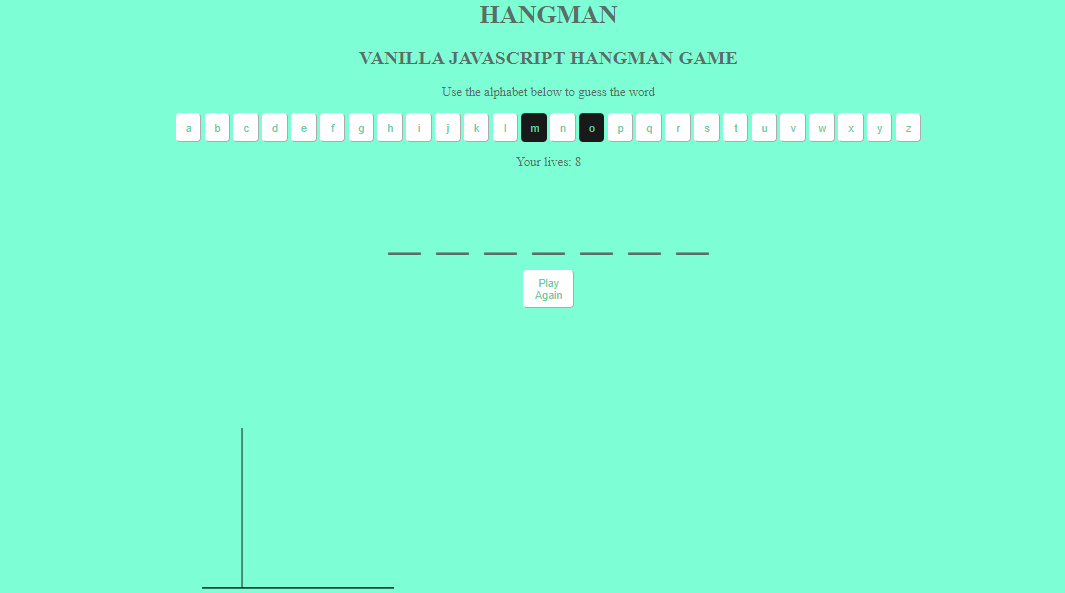 HANGMAN
VANILLA JAVASCRIPT HANGMAN GAME
Use the alphabet below to guess the word
a b c d e f g h i j k l m n o p q r s t u v w x y z
Your lives: 8
Play
Again